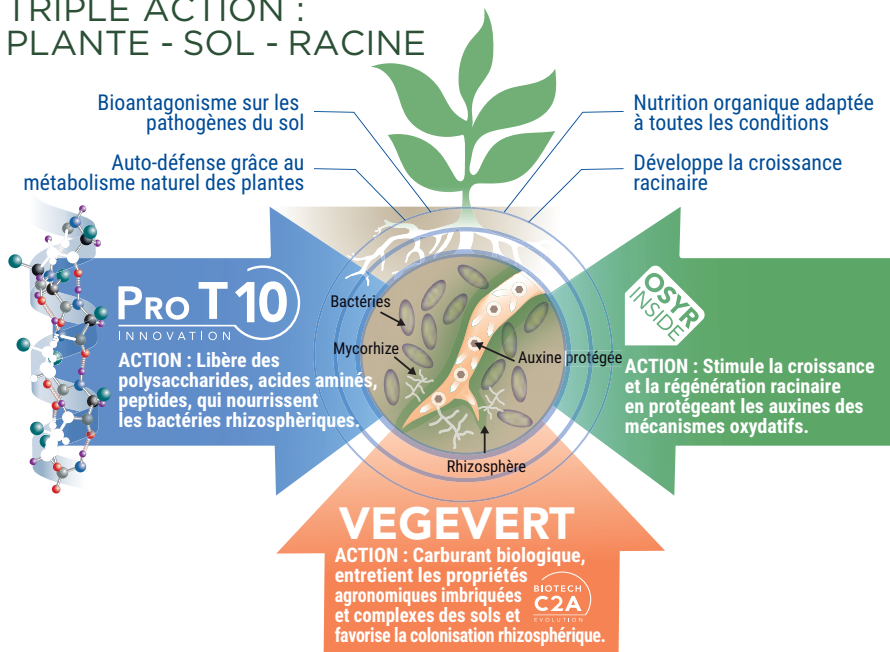 TRIPLE ACTION :
PLANTE - SOL - RACINE
Bioantagonisme sur les
pathogènes du sol
Auto-défense grâce au
métabolisme naturel des plantes
Nutrition organique adaptée
à toutes les conditions
Développe la croissance
racinaire
PRO T10
INNOVATION
ACTION : Libère des
polysaccharides, acides aminés,
peptides, qui nourrissent
les bactéries rhizosphèriques.
Bactéries
Mycorhize
Auxine protégée
Rhizosphère
OSYR
INSIDE
ACTION : Stimule la croissance
et la régénération racinaire
en protégeant les auxines des
mécanismes oxydatifs.
VEGEVERT
ACTION : Carburant biologique,
entretient les propriétés
agronomiques imbriquées
et complexes des sols et
favorise la colonisation rhizosphérique.
BIOTECH
C2A
EVOLUTION